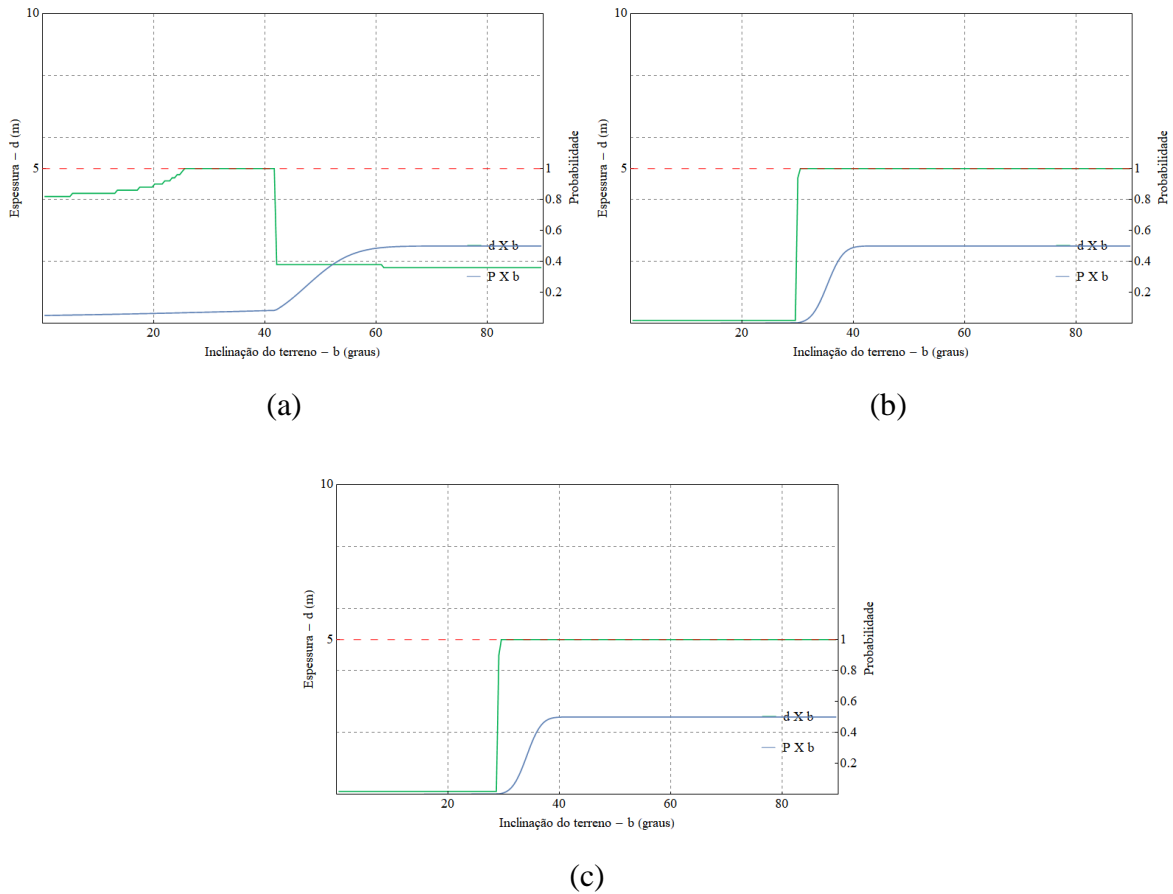 10
5
Espessura – d (m)
1
0.8
0.6
0.4
0.2
Probabilidade
d X b
P X b
20 40 60 80
Inclinação do terreno – b (graus)
(a)
10
5
Espessura – d (m)
1
0.8
0.6
0.4
0.2
Probabilidade
d X b
P X b
20 40 60 80
Inclinação do terreno – b (graus)
(b)
10
5
Espessura – d (m)
1
0.8
0.6
0.4
0.2
Probabilidade
d X b
P X b
20 40 60 80
Inclinação do terreno – b (graus)
(c)